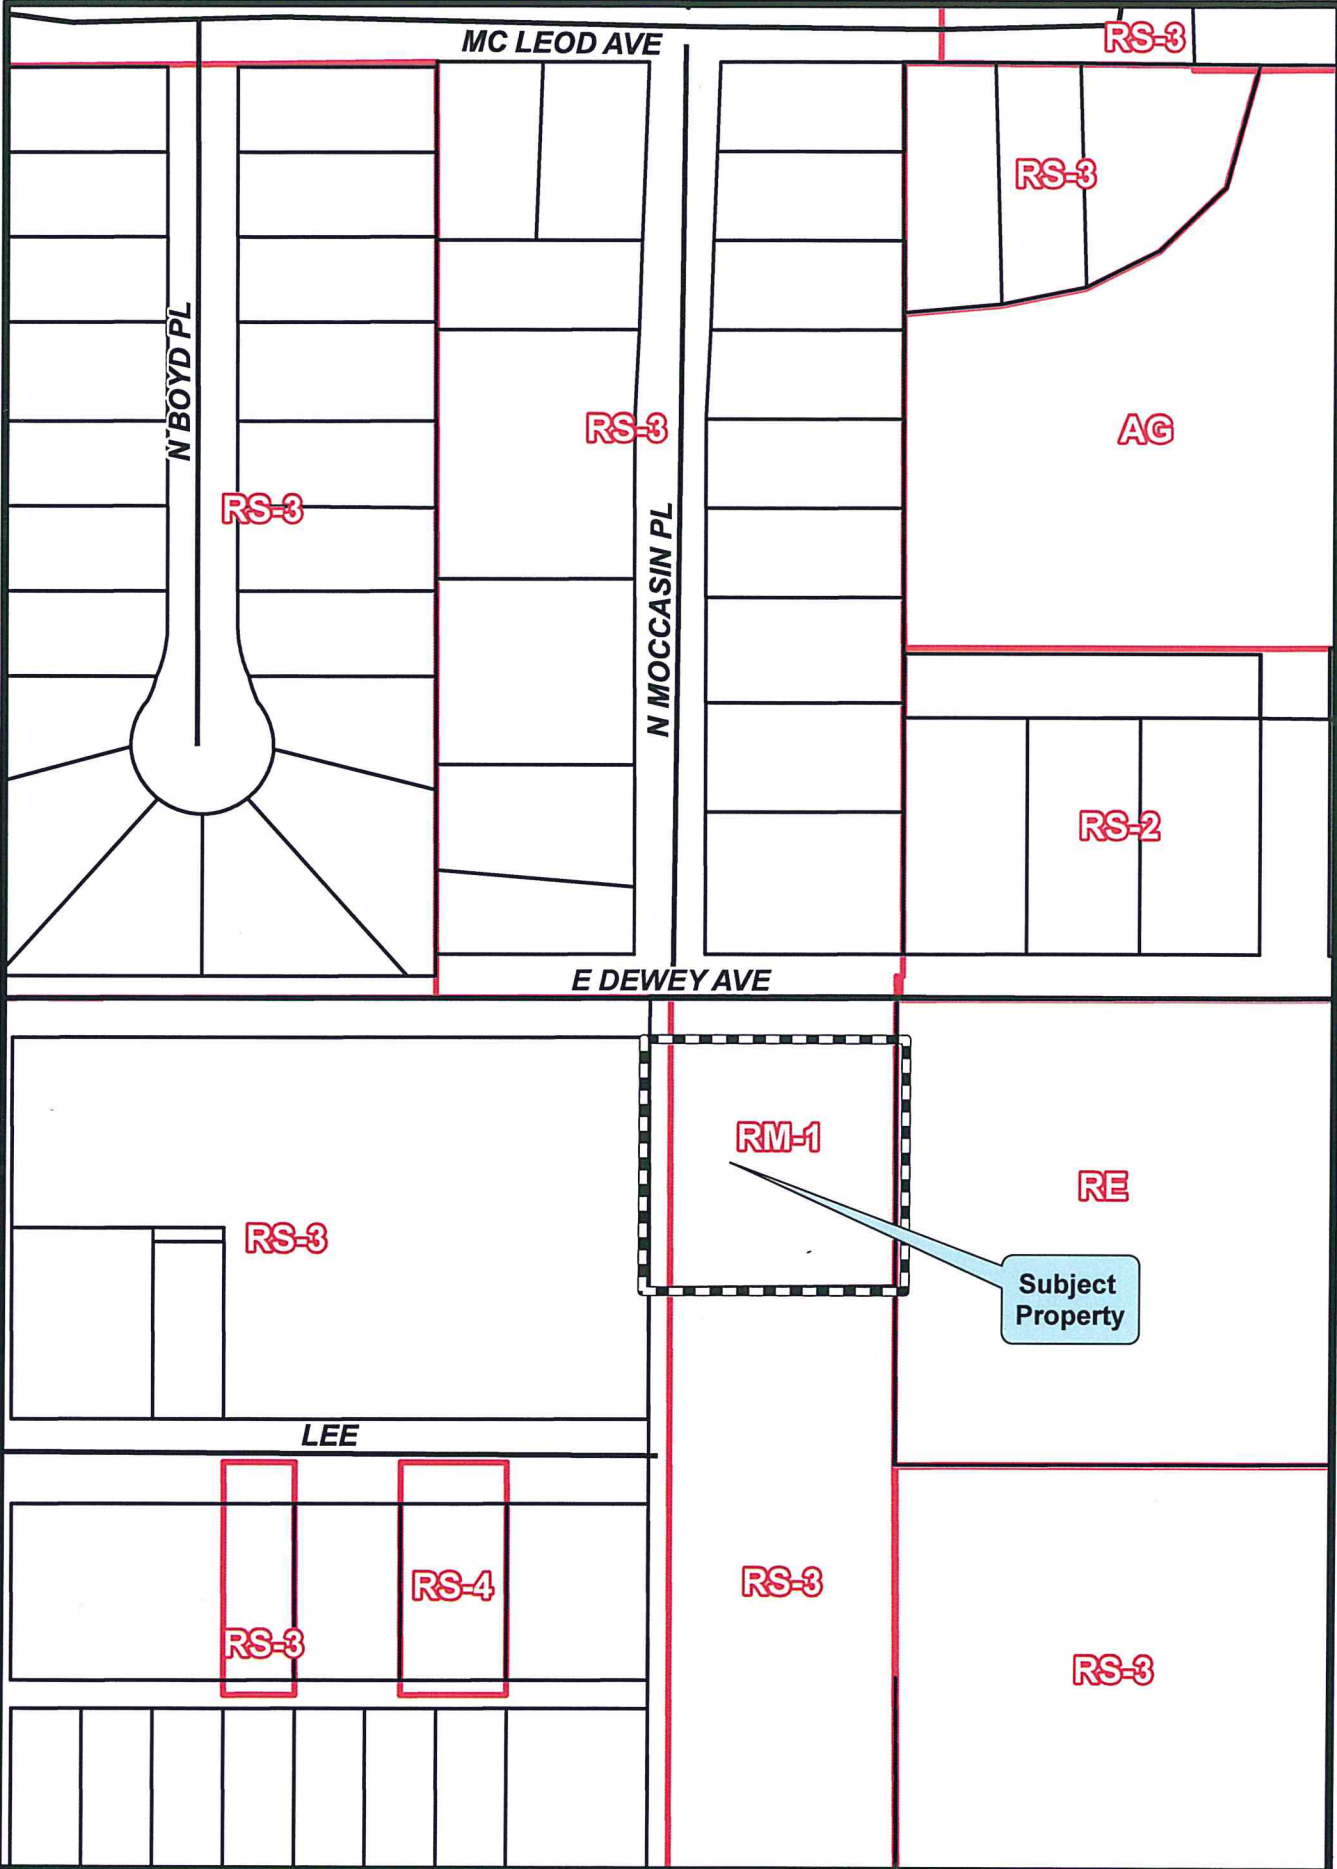 MC LEOD AVE
RS-3
RS-3
N BOYD PL
RS-3
AG
RS-3
N MOCCASIN PL
RS-2
E DEWEY AVE
RM-1
RE
RS-3
Subject
Property
LEE
RS-3
RS-4
RS-3
RS-3